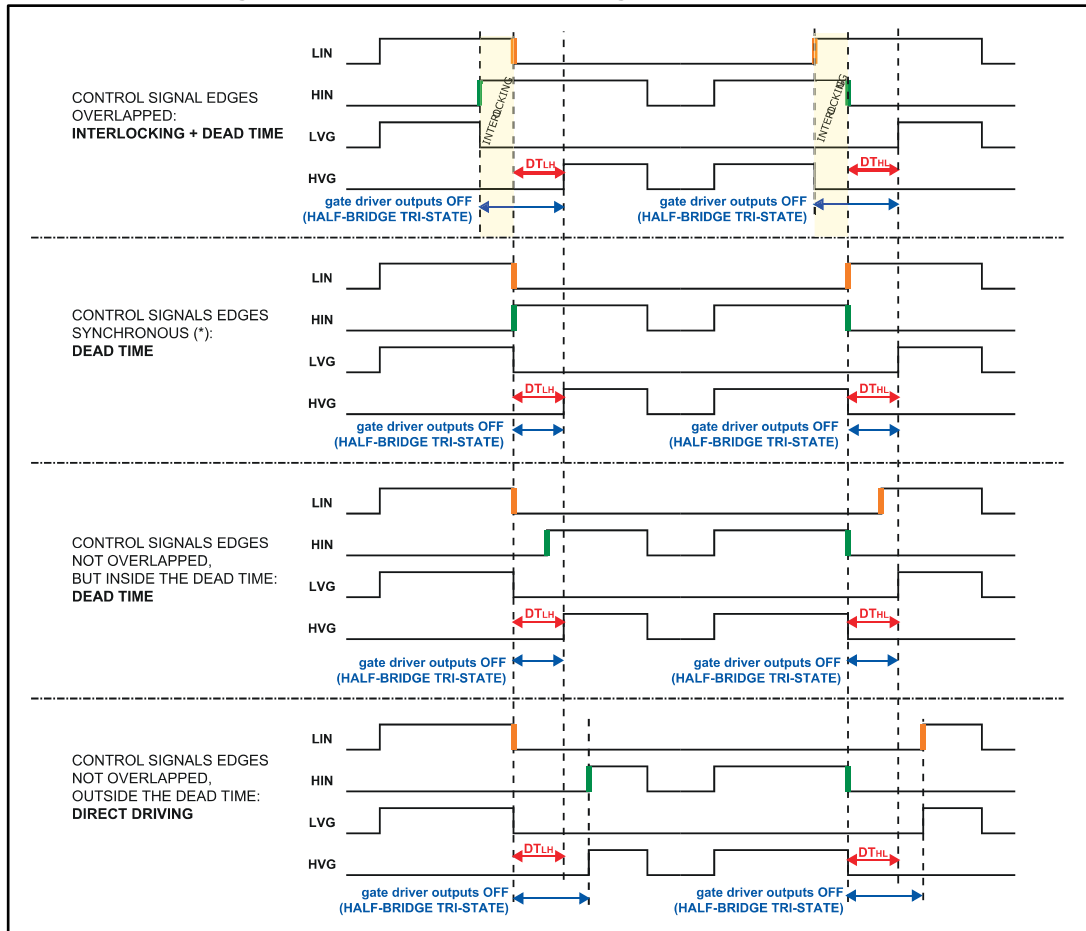 LIN
HIN
LVG
HVG
CONTROL SIGNAL EDGES
OVERLAPPED:
INTERLOCKING + DEAD TIME
INTERLOCKING
INTERLOCKING
DTLH
DTHL
gate driver outputs OFF
(HALF-BRIDGE TRI-STATE)
gate driver outputs OFF
(HALF-BRIDGE TRI-STATE)
LIN
HIN
LVG
HVG
CONTROL SIGNALS EDGES
SYNCHRONOUS (*):
DEAD TIME
DTLH
DTHL
gate driver outputs OFF
(HALF-BRIDGE TRI-STATE)
gate driver outputs OFF
(HALF-BRIDGE TRI-STATE)
LIN
HIN
LVG
HVG
CONTROL SIGNALS EDGES
NOT OVERLAPPED,
BUT INSIDE THE DEAD TIME:
DEAD TIME
DTLH
DTHL
gate driver outputs OFF
(HALF-BRIDGE TRI-STATE)
gate driver outputs OFF
(HALF-BRIDGE TRI-STATE)
LIN
HIN
LVG
HVG
CONTROL SIGNALS EDGES
NOT OVERLAPPED,
OUTSIDE THE DEAD TIME:
DIRECT DRIVING
DTLH
DTHL
gate driver outputs OFF
(HALF-BRIDGE TRI-STATE)
gate driver outputs OFF
(HALF-BRIDGE TRI-STATE)